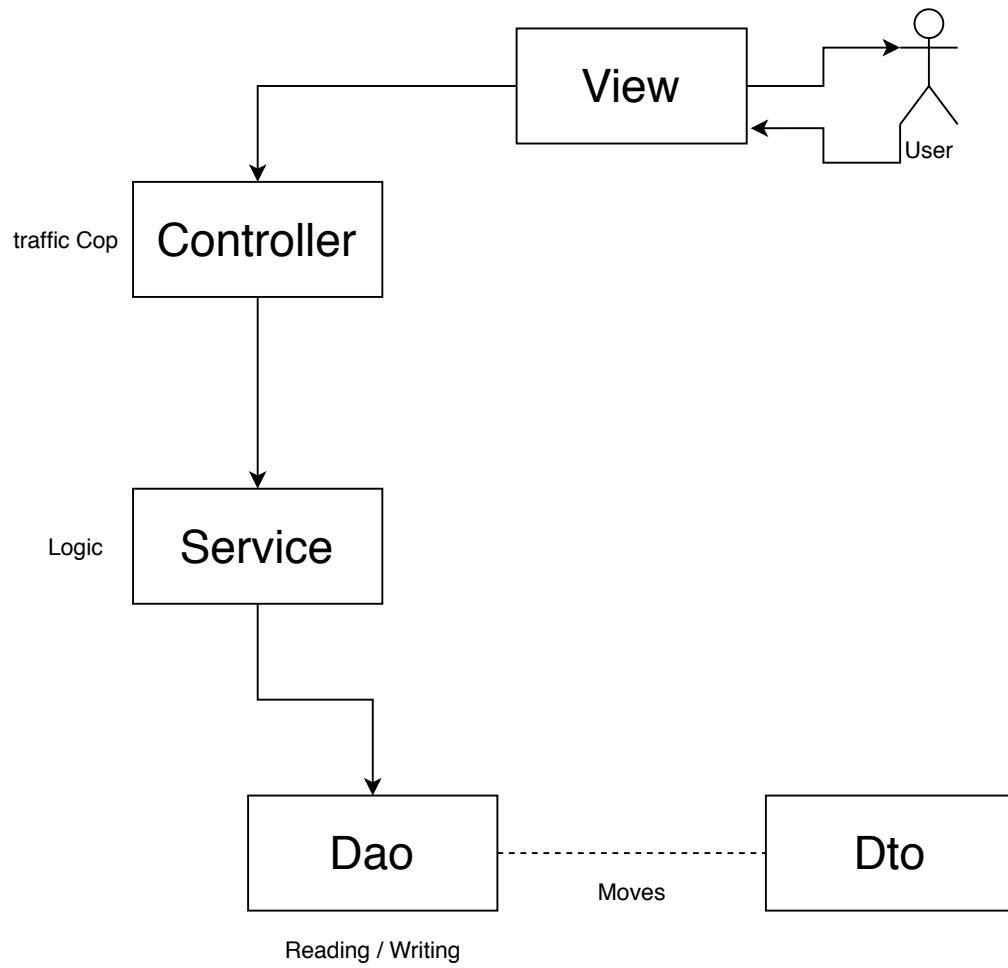 View
User
traffic Cop
Controller
Logic
Service
Dao
Dto
Moves
Reading / Writing